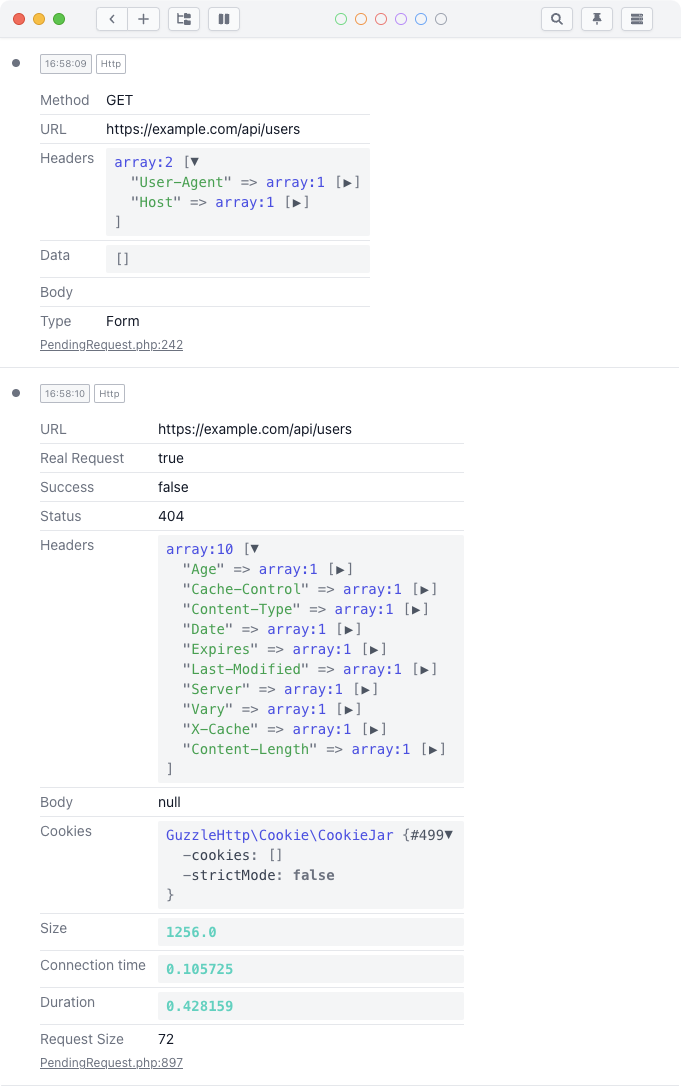 16:58:09 Http
Method GET
URL https://example.com/api/users
Headers array:2 [▼
"User-Agent" => array:1 [▶]
"Host" => array:1 [▶]
]
Data []
Body
Type Form
PendingRequest.php:242
16:58:10 Http
URL https://example.com/api/users
Real Request true
Success false
Status 404
Headers array:10 [▼
"Age" => array:1 [▶]
"Cache-Control" => array:1 [▶]
"Content-Type" => array:1 [▶]
"Date" => array:1 [▶]
"Expires" => array:1 [▶]
"Last-Modified" => array:1 [▶]
"Server" => array:1 [▶]
"Vary" => array:1 [▶]
"X-Cache" => array:1 [▶]
"Content-Length" => array:1 [▶]
]
Body null
Cookies GuzzleHttp\Cookie\CookieJar {#499▼
-cookies: []
-strictMode: false
}
Size 1256.0
Connection time 0.105725
Duration 0.428159
Request Size 72
PendingRequest.php:897